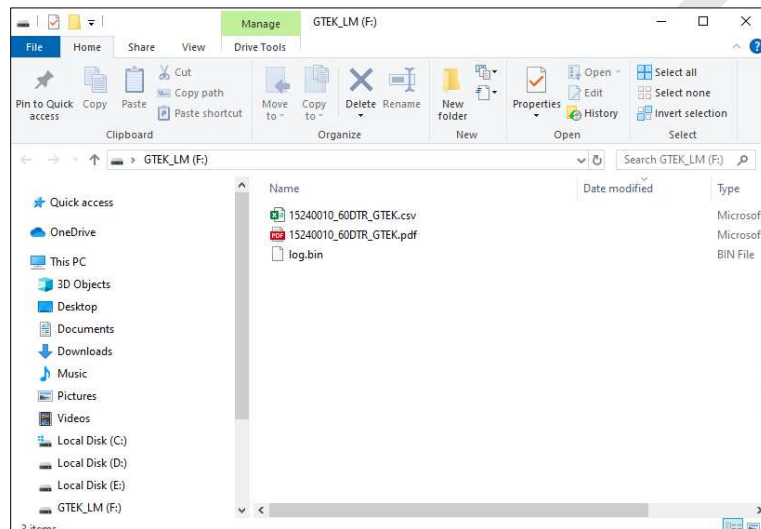 Manage GTEK_LM (F:)
File Home Share View Drive Tools
Pin to Quick access
Copy
Paste
Cut
Copy path
Paste shortcut
Clipboard
Move to
Copy to
Delete
Rename
Organize
New folder
New
Properties
Open
Edit
History
Open
Select all
Select none
Invert selection
Select
GTEK_LM (F:)
Search GTEK_LM (F:)
Name Date modified Type
15240010_60DTR_GTEK.csv Microsof
15240010_60DTR_GTEK.pdf Microsof
log.bin BIN File
Quick access
OneDrive
This PC
3D Objects
Desktop
Documents
Downloads
Music
Pictures
Videos
Local Disk (C:)
Local Disk (D:)
Local Disk (E:)
GTEK_LM (F:)
3 items